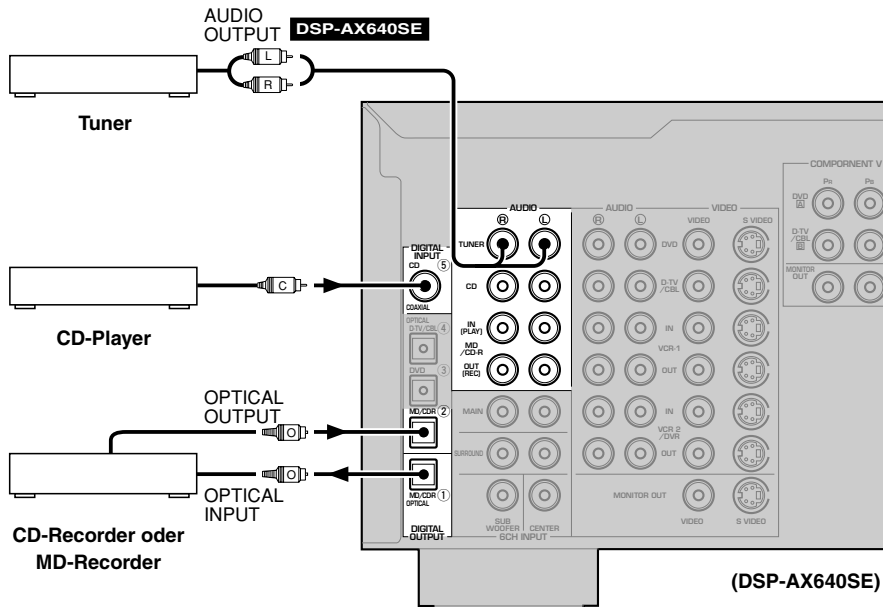 AUDIO
OUTPUT
DSP-AX640SE
L
R
Tuner
COMPORNENT V
PR
PB
DVD
A
D-TV
/CBL
B
MONITOR
OUT
AUDIO
R
L
AUDIO
VIDEO
R
L
VIDEO
S VIDEO
DIGITAL
INPUT
CD
⑤
COAXIAL
TUNER
DVD
C
CD-Player
CD
D-TV
/CBL
OPTICAL
D-TV/CBL
④
IN
(PLAY)
MD
/CD-R
OUT
(REC)
IN
VCR-1
OUT
DVD
③
OPTICAL
OUTPUT
O
MD/CDR
②
MAIN
IN
VCR 2
/DVR
OUT
SURROUND
O
OPTICAL
INPUT
MD/CDR
①
OPTICAL
DIGITAL
OUTPUT
SUB
WOOFER
CENTER
6CH INPUT
MONITOR OUT
VIDEO
S VIDEO
CD-Recorder oder
MD-Recorder
(DSP-AX640SE)